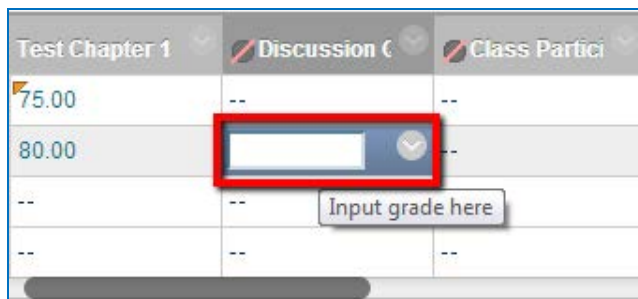 Test Chapter 1 Discussion ( Class Partici
75.00 -- --
80.00 --
Input grade here
-- --
-- -- --